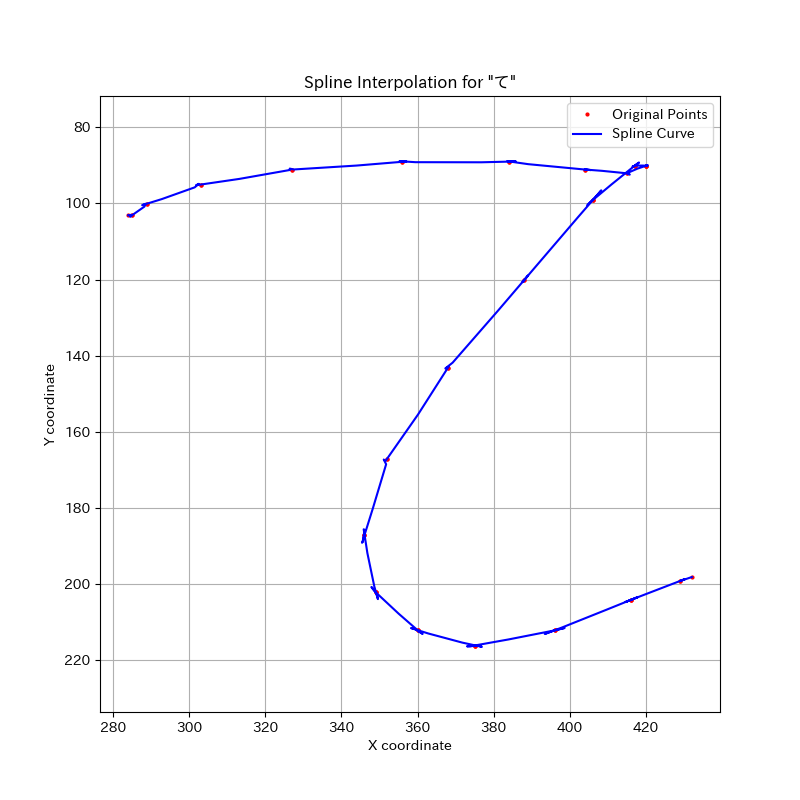 Spline Interpolation for "て"
Original Points
Spline Curve
80
100
120
140
160
180
200
220
Y coordinate
280 300 320 340 360 380 400 420
X coordinate